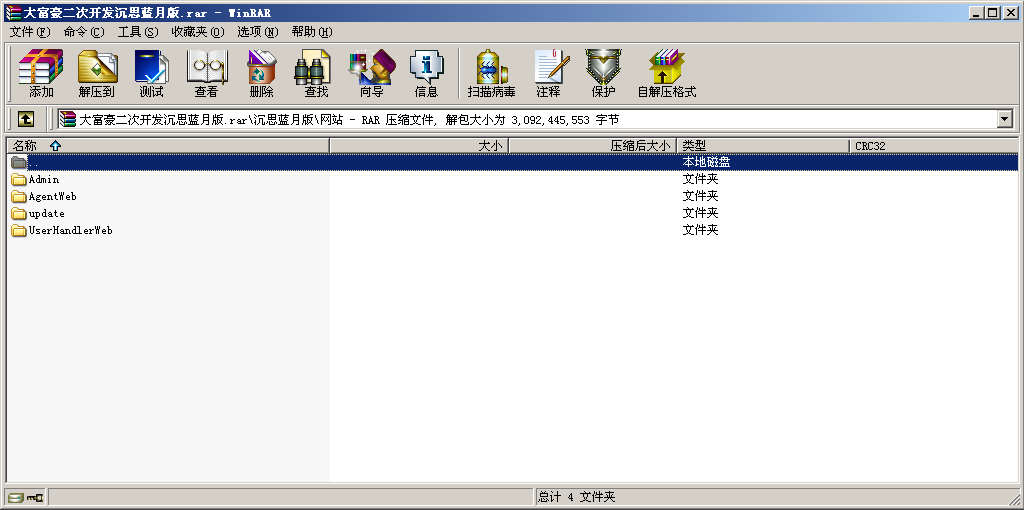 大富豪二次开发沉思蓝月版.rar - WinRAR
文件(F) 命令(C) 工具(S) 收藏夹(O) 选项(N) 帮助(H)
添加 解压到 测试 查看 删除 查找 向导 信息 扫描病毒 注释 保护 自解压格式
大富豪二次开发沉思蓝月版.rar\沉思蓝月版\网站 - RAR 压缩文件, 解包大小为 3,092,445,553 字节
名称 大小 压缩后大小 类型 CRC32
.. 本地磁盘
Admin 文件夹
AgentWeb 文件夹
update 文件夹
UserHandlerWeb 文件夹
总计 4 文件夹